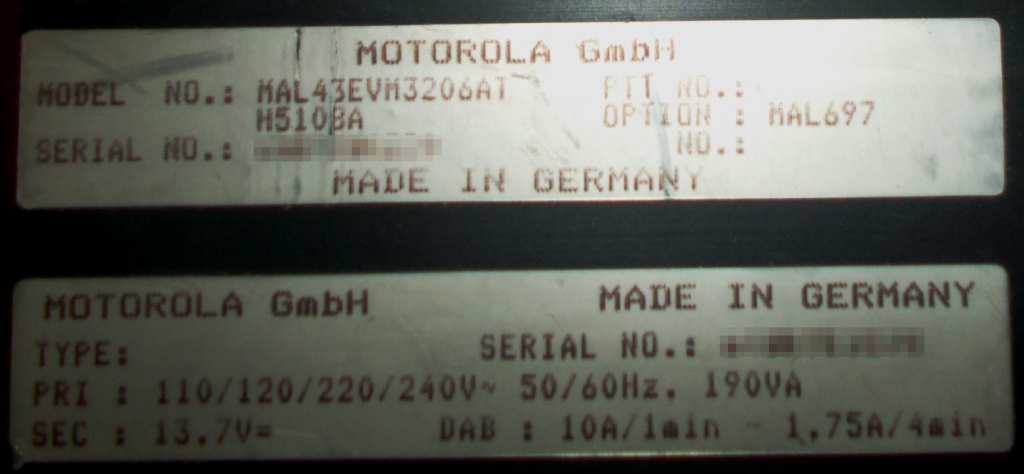 MOTOROLA GmbH
MODEL NO.: MAL43EVM3206AT PTT NO.:
H5108A OPTION : MAL697
SERIAL NO.: NO.:
MADE IN GERMANY
MOTOROLA GmbH MADE IN GERMANY
TYPE: SERIAL NO.:
PRI : 110/120/220/240V~ 50/60Hz. 190VA
SEC : 13.7V= DAB : 10A/1min - 1,75A/4min